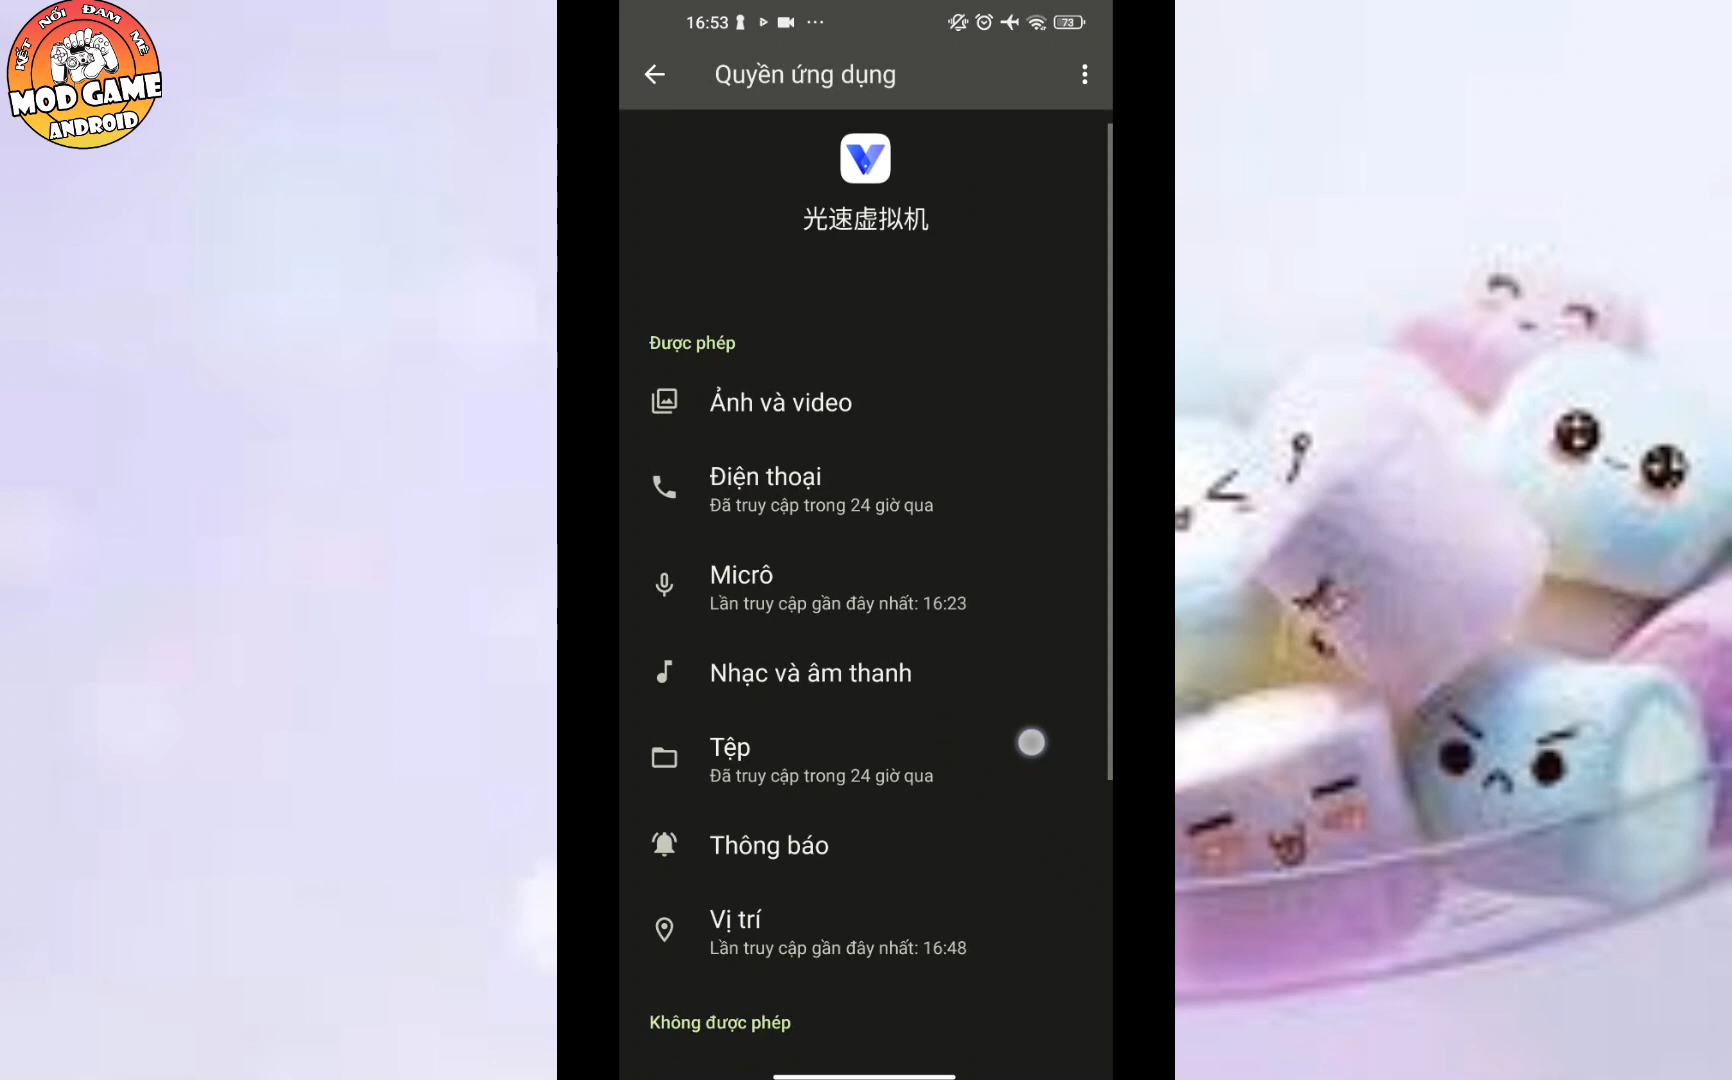 KẾT NỐI ĐAM MÊ
MOD GAME
ANDROID
16:53
73
Quyền ứng dụng
光速虚拟机
Được phép
Ảnh và video
Điện thoại
Đã truy cập trong 24 giờ qua
Micrô
Lần truy cập gần đây nhất: 16:23
Nhạc và âm thanh
Tệp
Đã truy cập trong 24 giờ qua
Thông báo
Vị trí
Lần truy cập gần đây nhất: 16:48
Không được phép